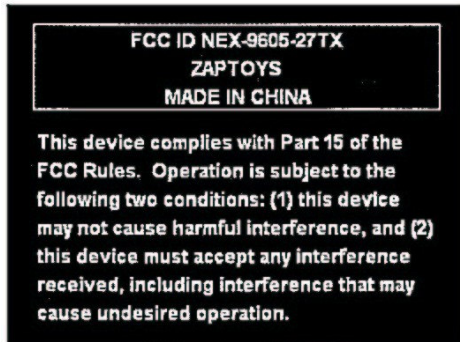 FCC ID NEX-9605-27TX
ZAPTOYS
MADE IN CHINA
This device complies with Part 15 of the
FCC Rules. Operation is subject to the
following two conditions: (1) this device
may not cause harmful interference, and (2)
this device must accept any interference
received, including interference that may
cause undesired operation.